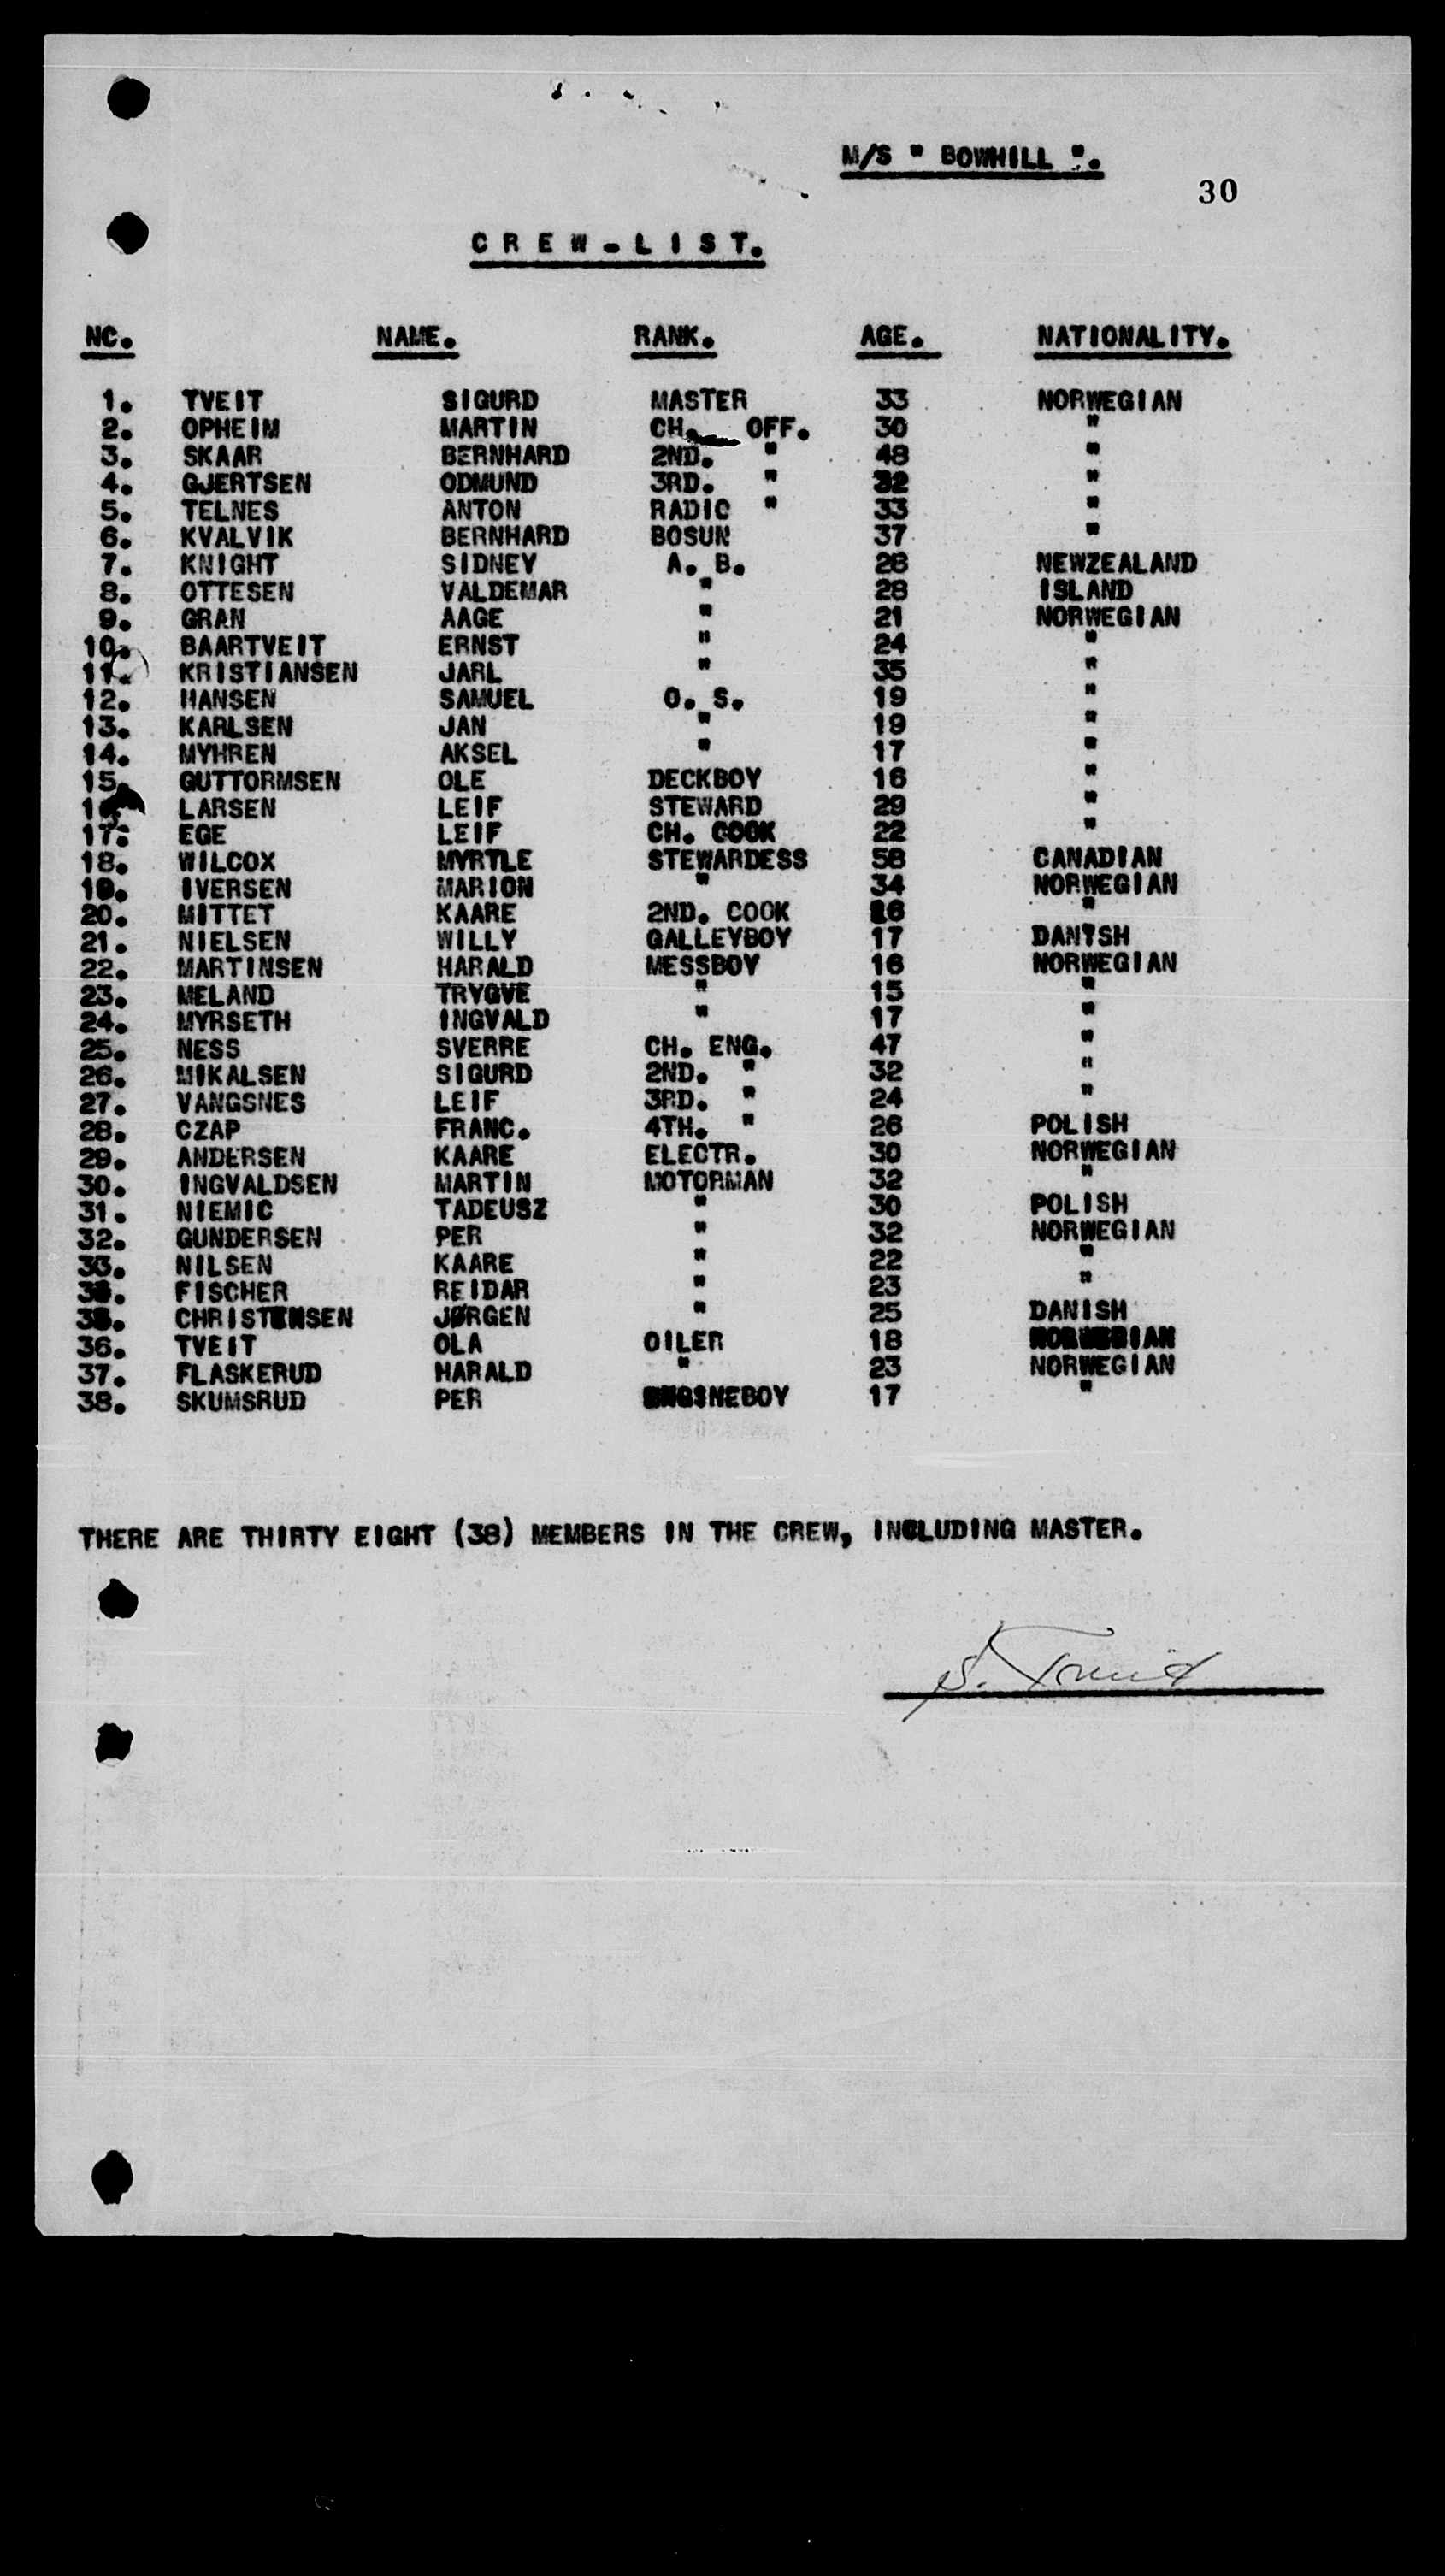 M/S " BOWHILL ".
30
CREW-LIST.
NO. NAME. RANK. AGE. NATIONALITY.
1. TVEIT SIGURD MASTER 33 NORWEGIAN
2. OPHEIM MARTIN CH. OFF. 30 "
3. SKAAR BERNHARD 2ND. " 48 "
4. GJERTSEN ODMUND 3RD. " 32 "
5. TELNES ANTON RADIO " 33 "
6. KVALVIK BERNHARD BOSUN 37 "
7. KNIGHT SIDNEY A. B. 26 NEWZEALAND
8. OTTESEN VALDEMAR " 28 ISLAND
9. GRAN AAGE " 21 NORWEGIAN
10. BAARTVEIT ERNST " 24 "
11. KRISTIANSEN JARL " 35 "
12. HANSEN SAMUEL O. S. 19 "
13. KARLSEN JAN " 19 "
14. MYHREN AKSEL " 17 "
15. GUTTORMSEN OLE DECKBOY 16 "
LARSEN LEIF STEWARD 29 "
17. EGE LEIF CH. COOK 22 "
18. WILCOX MYRTLE STEWARDESS 58 CANADIAN
19. IVERSEN MARION " 34 NORWEGIAN
20. MITTET KAARE 2ND. COOK "
21. NIELSEN WILLY GALLEYBOY 17 DANISH
22. MARTINSEN HARALD MESSBOY 16 NORWEGIAN
23. MELAND TRYGVE " 15 "
24. MYRSETH INGVALD " 17 "
25. NESS SVERRE CH. ENG. 47 "
26. MIKALSEN SIGURD 2ND. " 32 "
27. VANGSNES LEIF 3RD. " 24 "
28. CZAP FRANC. 4TH. " 26 POLISH
29. ANDERSEN KAARE ELECTR. 30 NORWEGIAN
30. INGVALDSEN MARTIN MOTORMAN 32 "
31. NIEMIC TADEUSZ " 30 POLISH
32. GUNDERSEN PER " 32 NORWEGIAN
33. NILSEN KAARE " 22 "
FISCHER REIDAR " 23 "
CHRISTENSEN JØRGEN " 25 DANISH
36. TVEIT OLA OILER 18 NORWEGIAN
37. FLASKERUD HARALD " 23 NORWEGIAN
38. SKUMSRUD PER 17 "
THERE ARE THIRTY EIGHT (38) MEMBERS IN THE CREW, INCLUDING MASTER.
S. Tveit